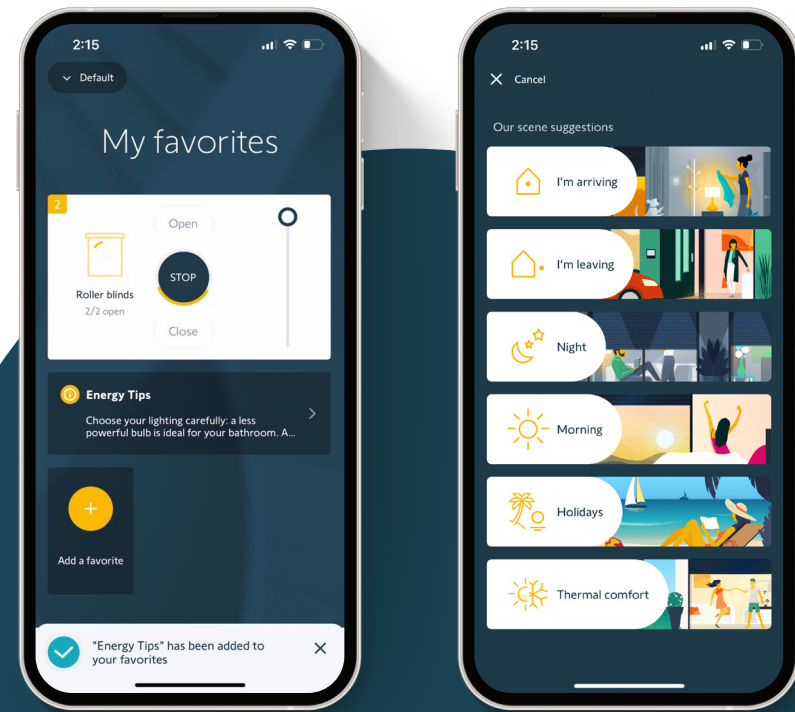 2:15
Default
My favorites
2
Open
STOP
Roller blinds
2/2 open
Close
Energy Tips
Choose your lighting carefully: a less
powerful bulb is ideal for your bathroom. A...
Add a favorite
"Energy Tips" has been added to
your favorites
2:15
Cancel
Our scene suggestions
I'm arriving
I'm leaving
Night
Morning
Holidays
Thermal comfort